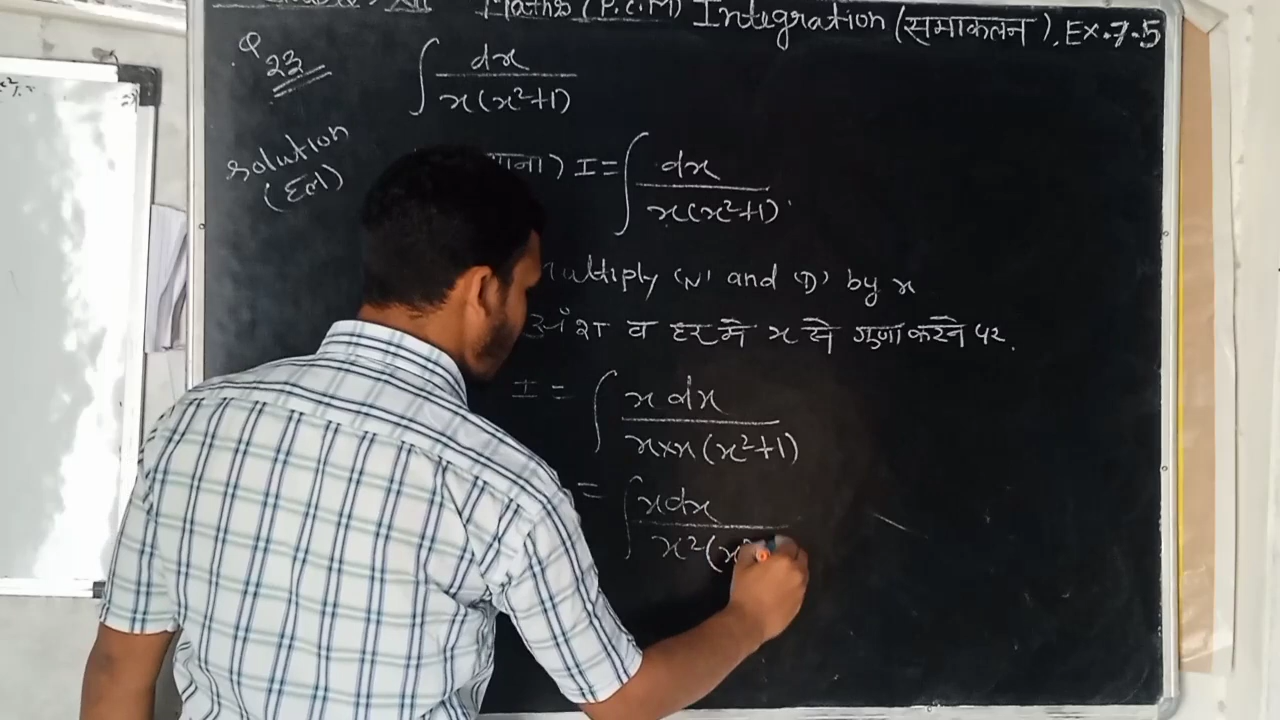 Maths (P.C.M) Integration (समाकलन), Ex.7.5
Q 23 ∫ dx / x(x²+1)
Solution (हल)
माना) I = ∫ dx / x(x²+1)
Multiply 'N' and 'D' by x
अंश व हर में x से गुणा करने पर.
I = ∫ x dx / x×x(x²+1)
= ∫ x dx / x²(x²